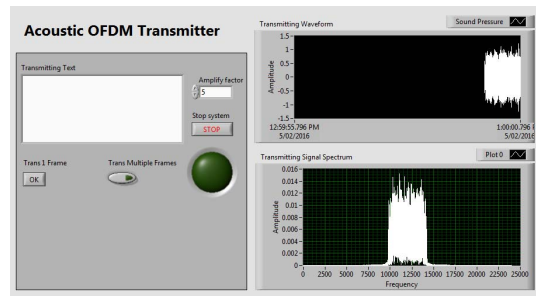 Acoustic OFDM Transmitter
Transmitting Text
Amplify factor
5
Stop system
STOP
Trans 1 Frame
Trans Multiple Frames
OK
Transmitting Waveform
Sound Pressure
Amplitude
1.5
1
0.5
0
-0.5
-1
-1.5
12:59:55.796 PM
5/02/2016
1:00:00.796 P
5/02/2016
Transmitting Signal Spectrum
Plot 0
Amplitude
0.016
0.014
0.012
0.01
0.008
0.006
0.004
0.002
0
0 2500 5000 7500 10000 12500 15000 17500 20000 22500 25000
Frequency